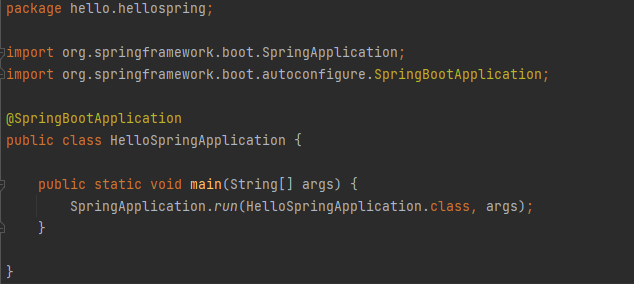 package hello.hellospring;
import org.springframework.boot.SpringApplication;
import org.springframework.boot.autoconfigure.SpringBootApplication;
@SpringBootApplication
public class HelloSpringApplication {
public static void main(String[] args) {
SpringApplication.run(HelloSpringApplication.class, args);
}
}